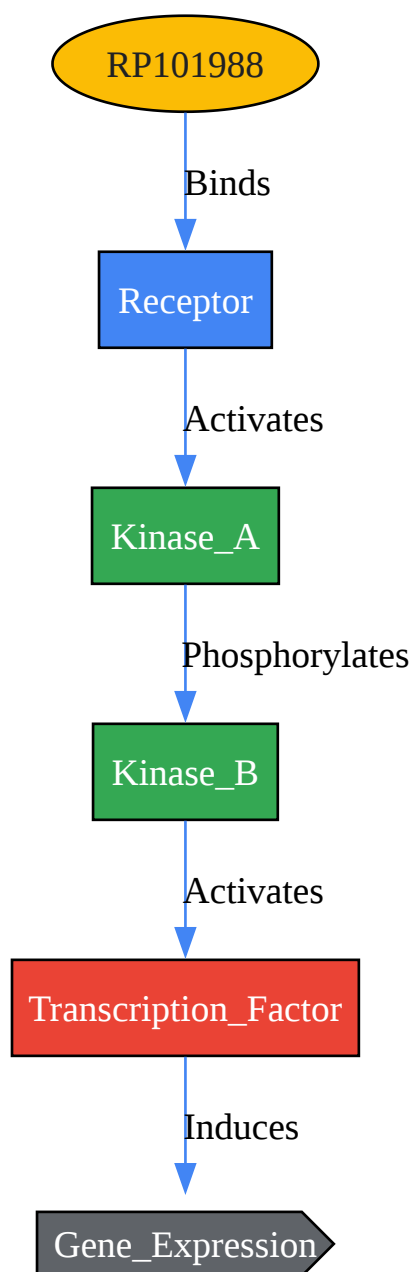 RP101988
Binds
Receptor
Activates
Kinase_A
Phosphorylates
Kinase_B
Activates
Transcription_Factor
Induces
Gene_Expression